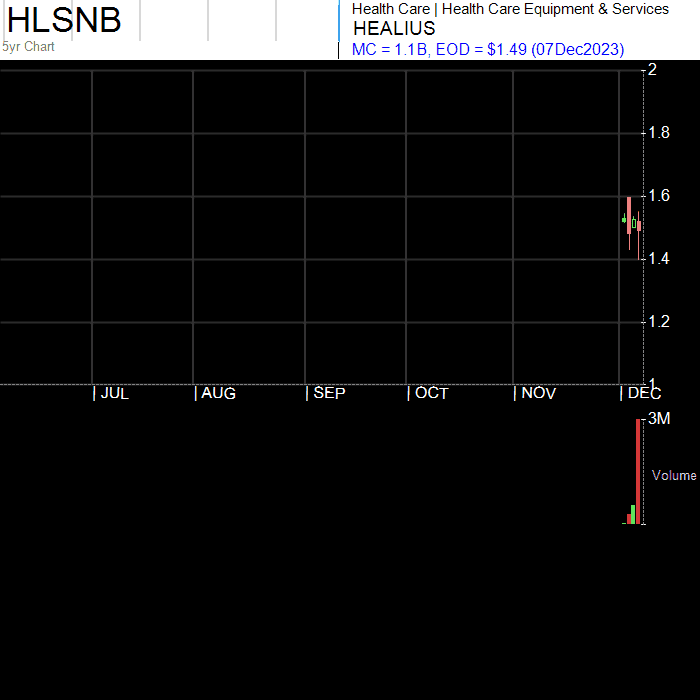 HLSNB
5yr Chart
Health Care | Health Care Equipment & Services
HEALIUS
MC = 1.1B, EOD = $1.49 (07Dec2023)
2
1.8
1.6
1.4
1.2
1
JUL AUG SEP OCT NOV DEC
3M
Volume